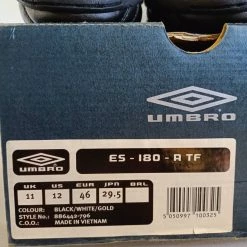 UMBRO
UMBRO
ES - 180 - A TF
UK US EUR JPN BRL
11 12 46 29.5
COLOUR: BLACK/WHITE/GOLD
STYLE No.: 886442-796
C.O.O.: MADE IN VIETNAM
5 050997 100325